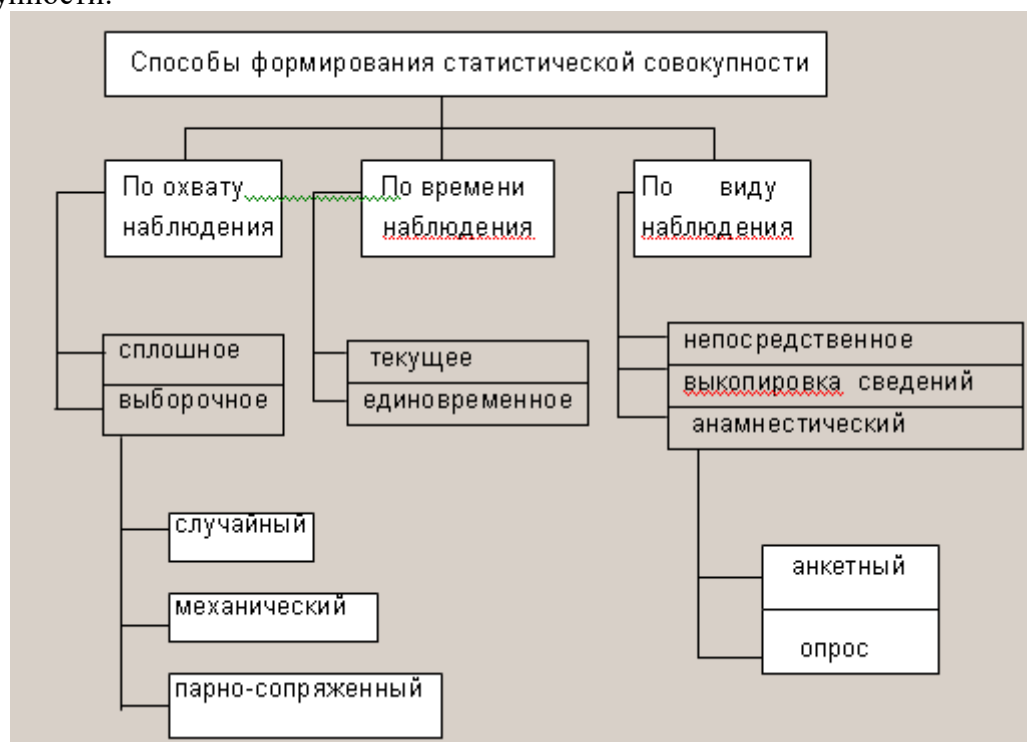 Способы формирования статистической совокупности
По охвату
наблюдения
По времени
наблюдения
По виду
наблюдения
сплошное
выборочное
текущее
единовременное
непосредственное
выкопировка сведений
анамнестический
случайный
механический
парно-сопряженный
анкетный
опрос